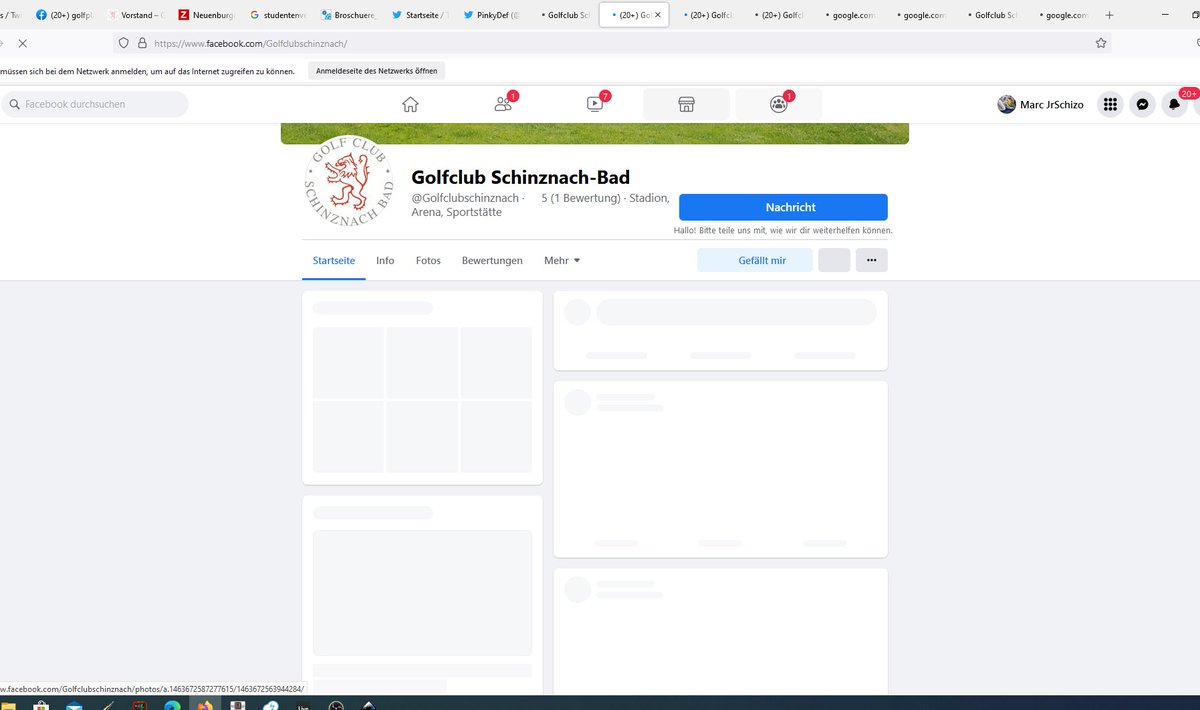 s / Tw
(20+) golfpl
Vorstand – G
Neuenburg
studentenv
Broschuere_
Startseite / T
PinkyDef (@
Golfclub Sc
(20+) Gol
(20+) Golfcl
(20+) Golfcl
google.com
google.com
Golfclub Sc
google.com
https://www.facebook.com/Golfclubschinznach/
müssen sich bei dem Netzwerk anmelden, um auf das Internet zugreifen zu können.
Anmeldeseite des Netzwerks öffnen
Facebook durchsuchen
1
7
1
Marc JrSchizo
20+
GOLF CLUB
SCHINZNACH BAD
Golfclub Schinznach-Bad
@Golfclubschinznach · 5 (1 Bewertung) · Stadion,
Arena, Sportstätte
Nachricht
Hallo! Bitte teile uns mit, wie wir dir weiterhelfen können.
Startseite
Info
Fotos
Bewertungen
Mehr
Gefällt mir
w.facebook.com/Golfclubschinznach/photos/a.1463672587277615/1463672563944284/